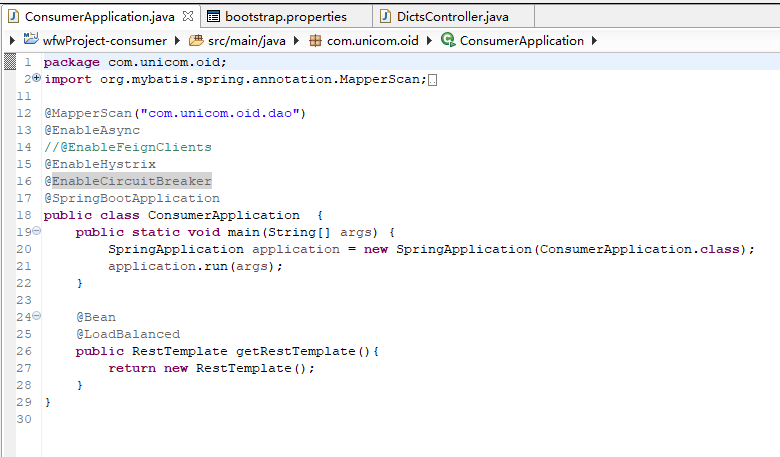 ConsumerApplication.java bootstrap.properties DictsController.java
wfwProject-consumer src/main/java com.unicom.oid ConsumerApplication
1 package com.unicom.oid;
2 import org.mybatis.spring.annotation.MapperScan;
11
12 @MapperScan("com.unicom.oid.dao")
13 @EnableAsync
14 //@EnableFeignClients
15 @EnableHystrix
16 @EnableCircuitBreaker
17 @SpringBootApplication
18 public class ConsumerApplication  {
19     public static void main(String[] args) {
20         SpringApplication application = new SpringApplication(ConsumerApplication.class);
21         application.run(args);
22     }
23
24     @Bean
25     @LoadBalanced
26     public RestTemplate getRestTemplate(){
27         return new RestTemplate();
28     }
29 }
30